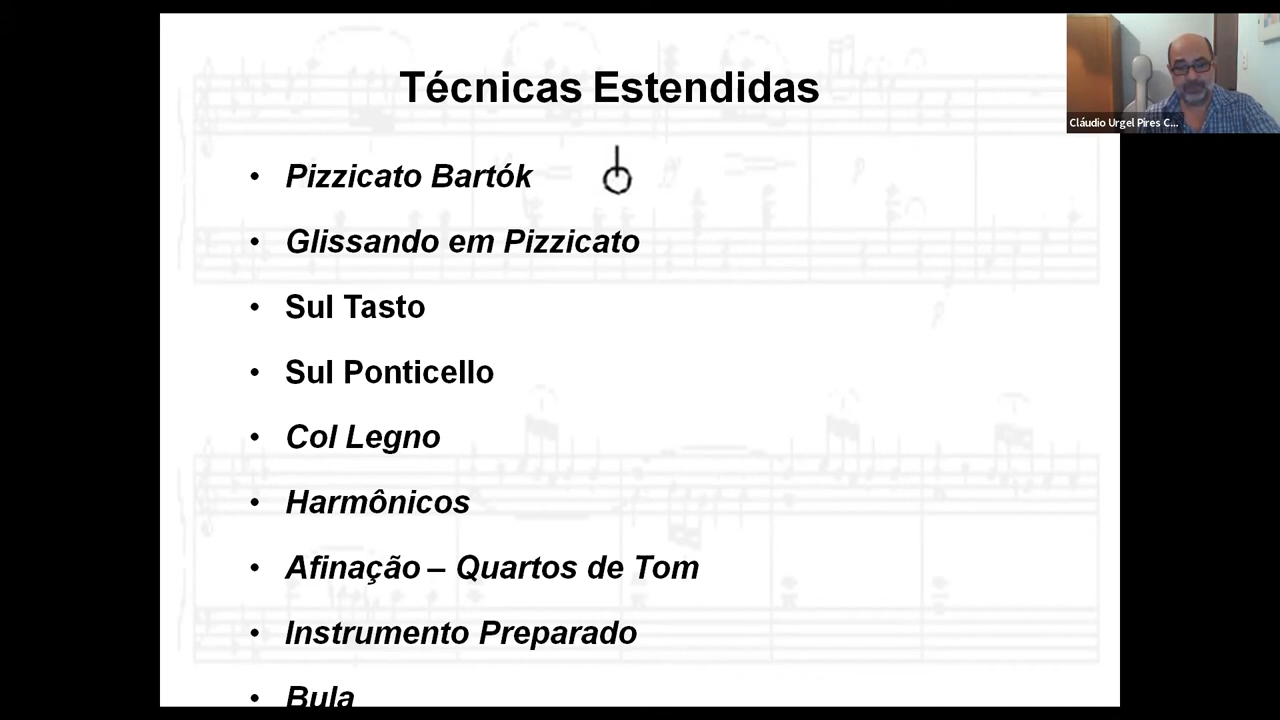 Técnicas Estendidas
Cláudio Urgel Pires C...
• Pizzicato Bartók
• Glissando em Pizzicato
• Sul Tasto
• Sul Ponticello
• Col Legno
• Harmônicos
• Afinação – Quartos de Tom
• Instrumento Preparado
• Bula